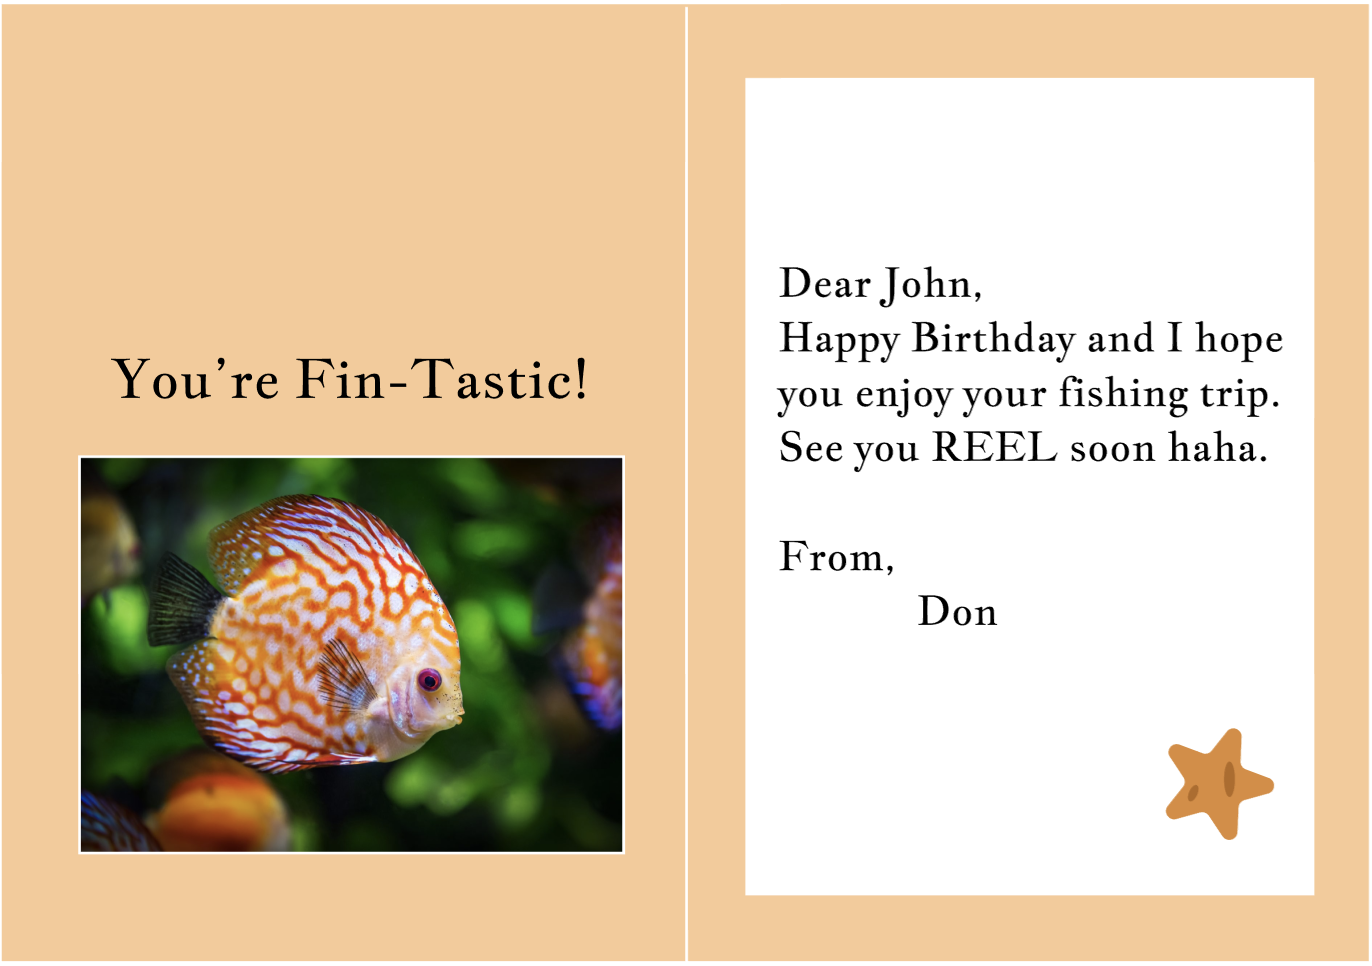 You’re Fin-Tastic!
Dear John,
Happy Birthday and I hope
you enjoy your fishing trip.
See you REEL soon haha.
From,
Don